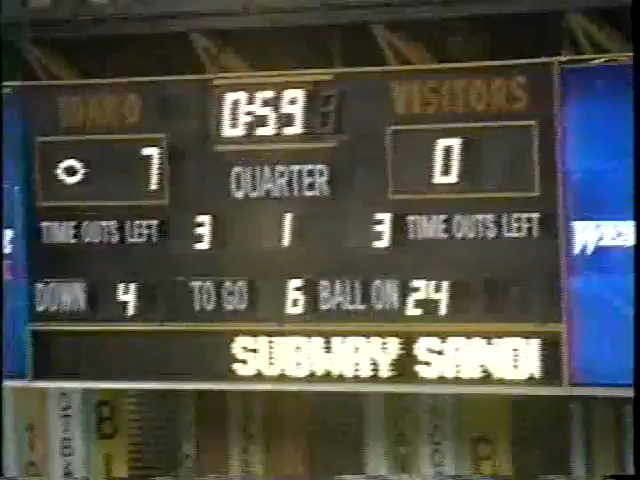 IDAHO 0:59 VISITORS
7 QUARTER 0
TIME OUTS LEFT 3 1 3 TIME OUTS LEFT
DOWN 4 TO GO 6 BALL ON 24
SUBWAY SANDI